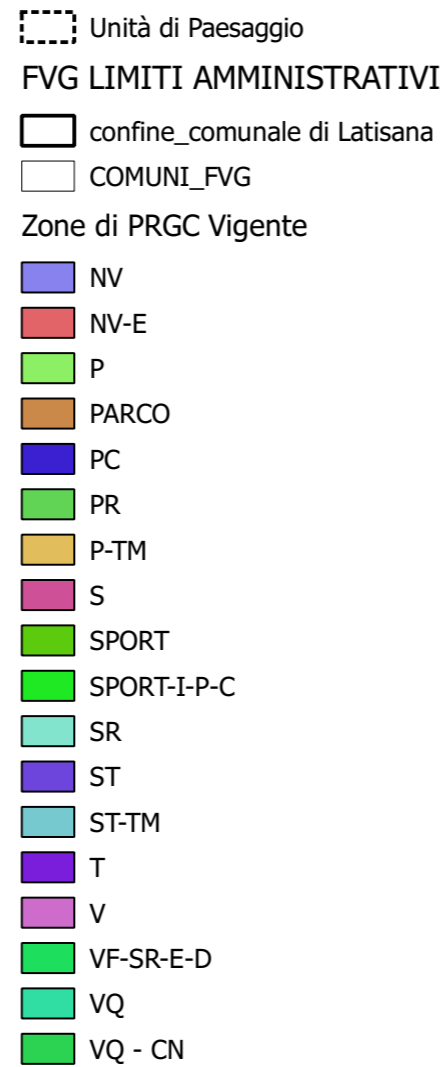 Unità di Paesaggio
FVG LIMITI AMMINISTRATIVI
confine_comunale di Latisana
COMUNI_FVG
Zone di PRGC Vigente
NV
NV-E
P
PARCO
PC
PR
P-TM
S
SPORT
SPORT-I-P-C
SR
ST
ST-TM
T
V
VF-SR-E-D
VQ
VQ - CN